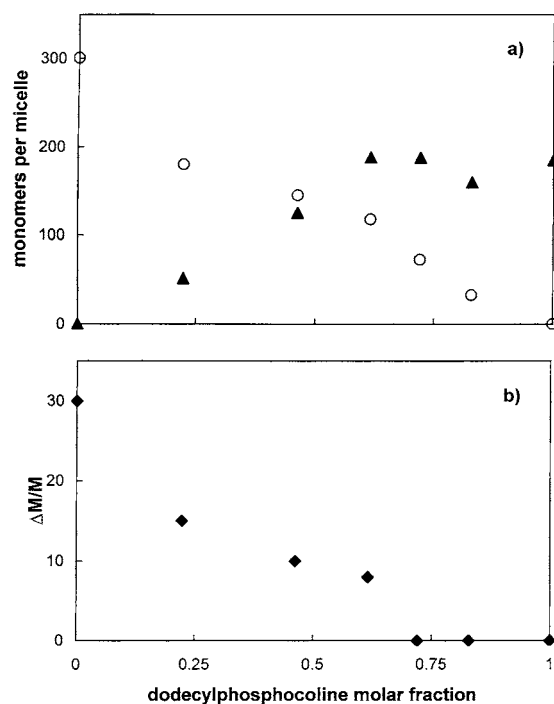 a)
monomers per micelle
300
200
100
0
b)
ΔM/M
30
20
10
0
0
0.25
0.5
0.75
1
dodecylphosphocoline molar fraction